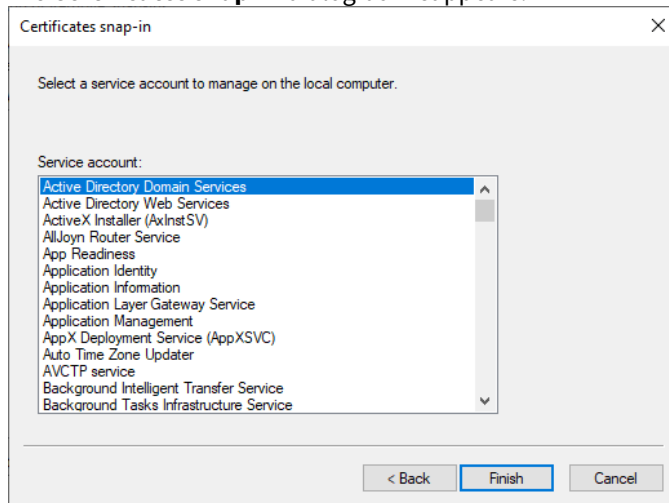 Certificates snap-in
Select a service account to manage on the local computer.
Service account:
Active Directory Domain Services
Active Directory Web Services
ActiveX Installer (AxInstSV)
AllJoyn Router Service
App Readiness
Application Identity
Application Information
Application Layer Gateway Service
Application Management
AppX Deployment Service (AppXSVC)
Auto Time Zone Updater
AVCTP service
Background Intelligent Transfer Service
Background Tasks Infrastructure Service
< Back Finish Cancel